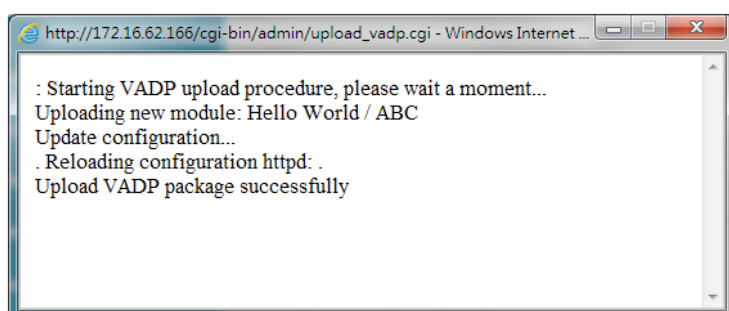 http://172.16.62.166/cgi-bin/admin/upload_vadp.cgi - Windows Internet ...
: Starting VADP upload procedure, please wait a moment...
Uploading new module: Hello World / ABC
Update configuration...
. Reloading configuration httpd: .
Upload VADP package successfully